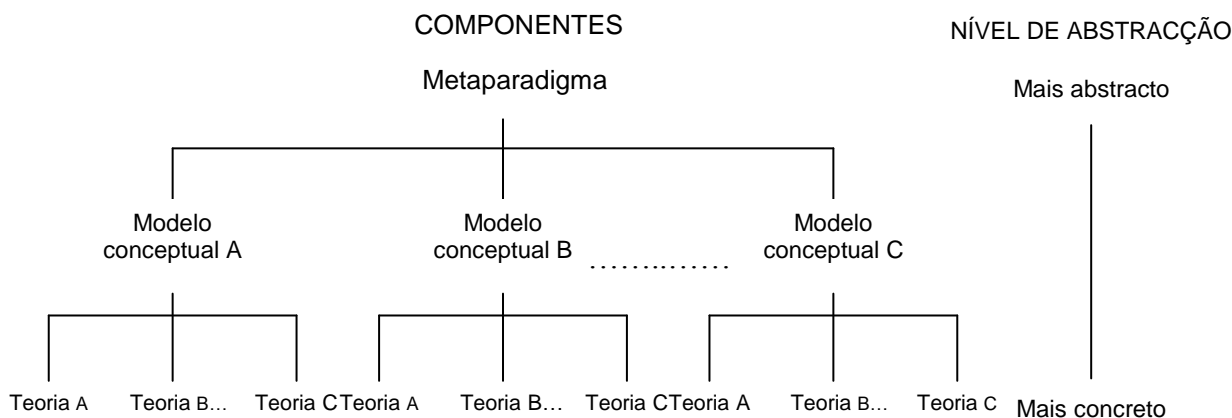 COMPONENTES
NÍVEL DE ABSTRACÇÃO
Metaparadigma
Mais abstracto
Modelo
conceptual A
Modelo
conceptual B
..............
Modelo
conceptual C
Teoria A
Teoria B...
Teoria C
Teoria A
Teoria B...
Teoria C
Teoria A
Teoria B...
Teoria C
Mais concreto